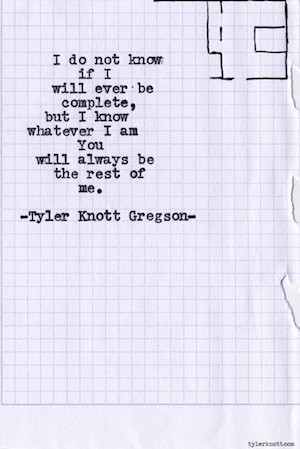 I do not know
if I
will ever be
complete,
but I know
whatever I am
You
will always be
the rest of
me.
-Tyler Knott Gregson-
tylerknott.com